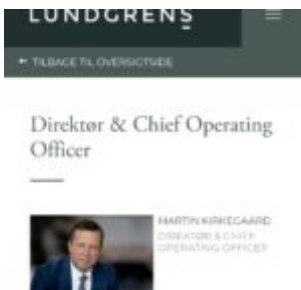 LUNDGRENS
← TILBAGE TIL OVERSIGTSIDE
Direktør & Chief Operating
Officer
MARTIN KIRKEGAARD
DIREKTØR & CHIEF
OPERATING OFFICER